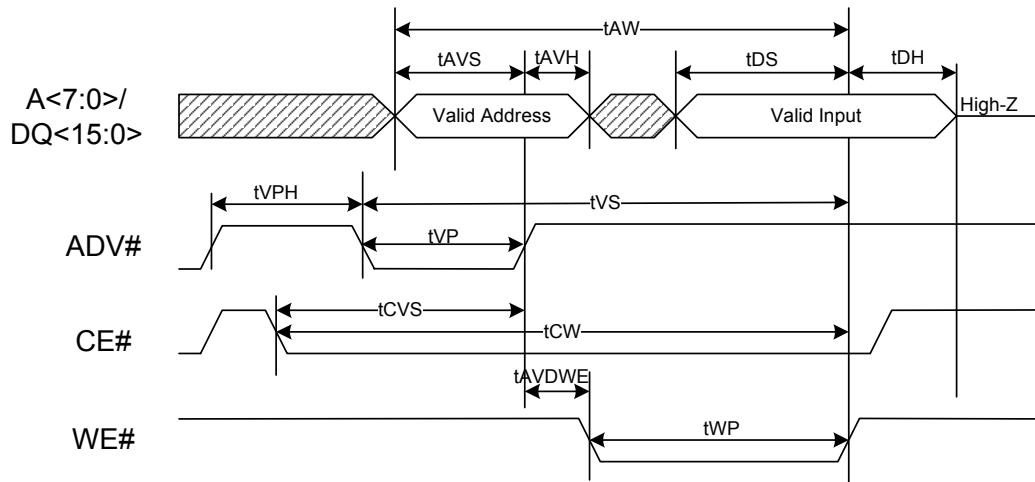 tAW
tAVS tAVH tDS tDH
A<7:0>/
DQ<15:0>
Valid Address
Valid Input
High-Z
tVPH
tVS
ADV#
tVP
tCVS
CE#
tCW
tAVDWE
WE#
tWP